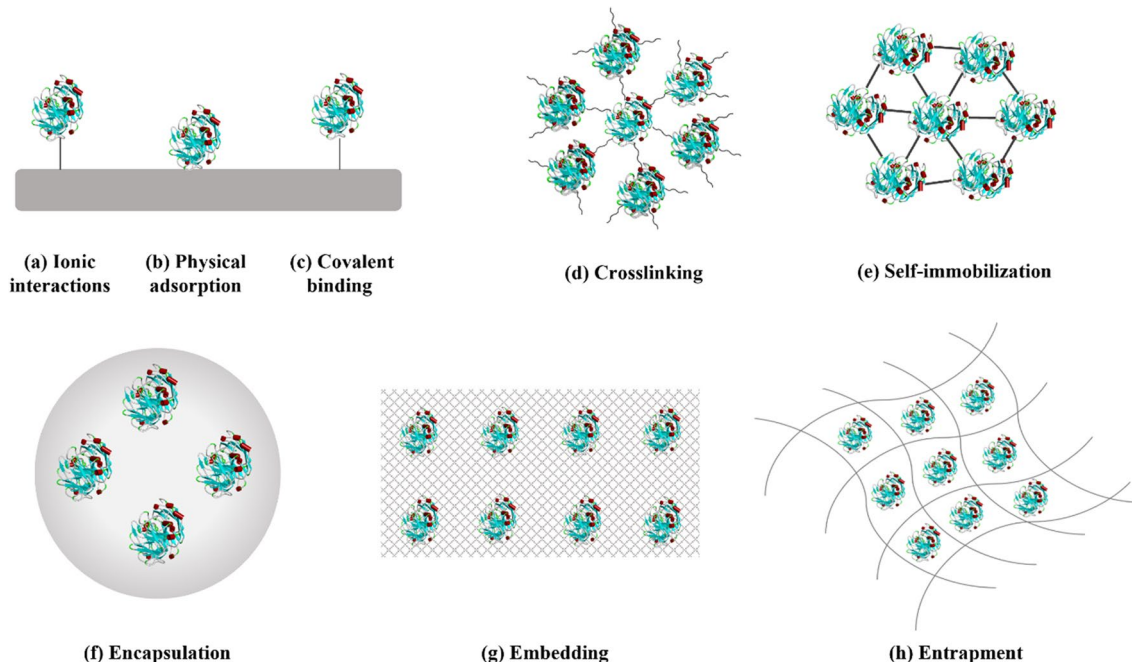 (a) Ionic
interactions
(b) Physical
adsorption
(c) Covalent
binding
(d) Crosslinking
(e) Self-immobilization
(f) Encapsulation
(g) Embedding
(h) Entrapment